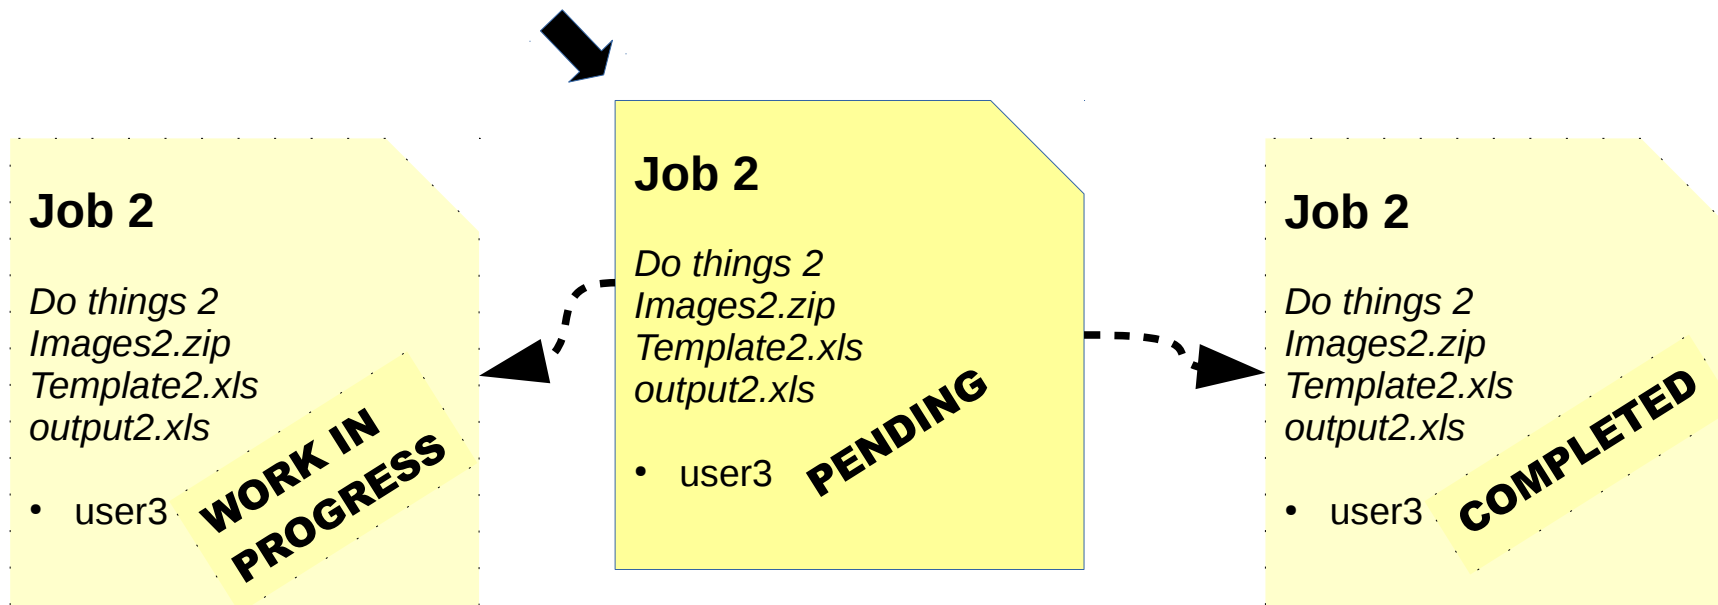 Job 2
Do things 2
Images2.zip
Template2.xls
output2.xls
• user3
WORK IN
PROGRESS
Job 2
Do things 2
Images2.zip
Template2.xls
output2.xls
• user3
PENDING
Job 2
Do things 2
Images2.zip
Template2.xls
output2.xls
• user3
COMPLETED